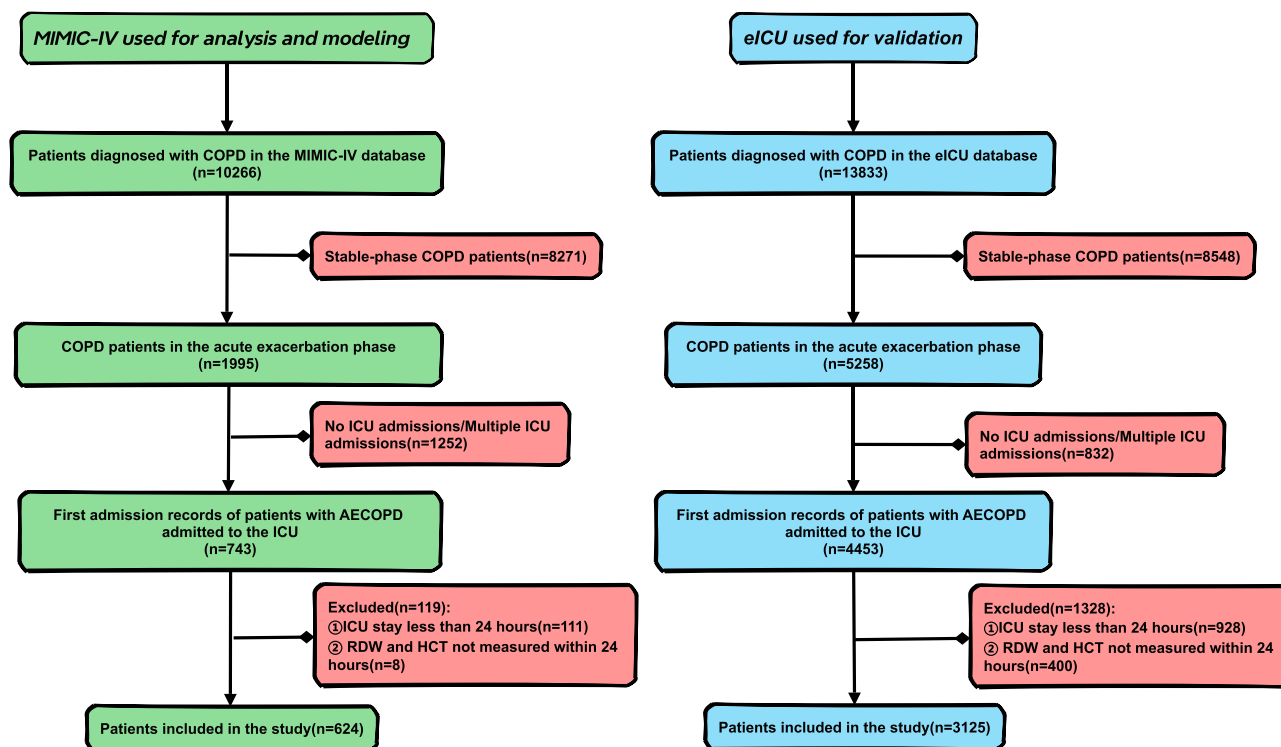 MIMIC-IV used for analysis and modeling
Patients diagnosed with COPD in the MIMIC-IV database
(n=10266)
Stable-phase COPD patients(n=8271)
COPD patients in the acute exacerbation phase
(n=1995)
No ICU admissions/Multiple ICU
admissions(n=1252)
First admission records of patients with AECOPD
admitted to the ICU
(n=743)
Excluded(n=119):
①ICU stay less than 24 hours(n=111)
② RDW and HCT not measured within 24
hours(n=8)
Patients included in the study(n=624)
eICU used for validation
Patients diagnosed with COPD in the eICU database
(n=13833)
Stable-phase COPD patients(n=8548)
COPD patients in the acute exacerbation phase
(n=5258)
No ICU admissions/Multiple ICU
admissions(n=832)
First admission records of patients with AECOPD
admitted to the ICU
(n=4453)
Excluded(n=1328):
①ICU stay less than 24 hours(n=928)
② RDW and HCT not measured within 24
hours(n=400)
Patients included in the study(n=3125)